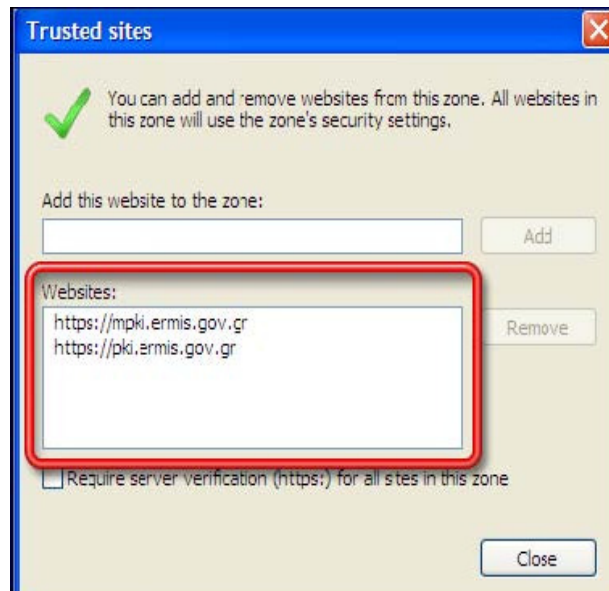 Trusted sites
You can add and remove websites from this zone. All websites in
this zone will use the zone's security settings.
Add this website to the zone:
Add
Websites:
https://mpki.ermis.gov.gr
https://pki.ermis.gov.gr
Remove
Require server verification (https:) for all sites in this zone
Close